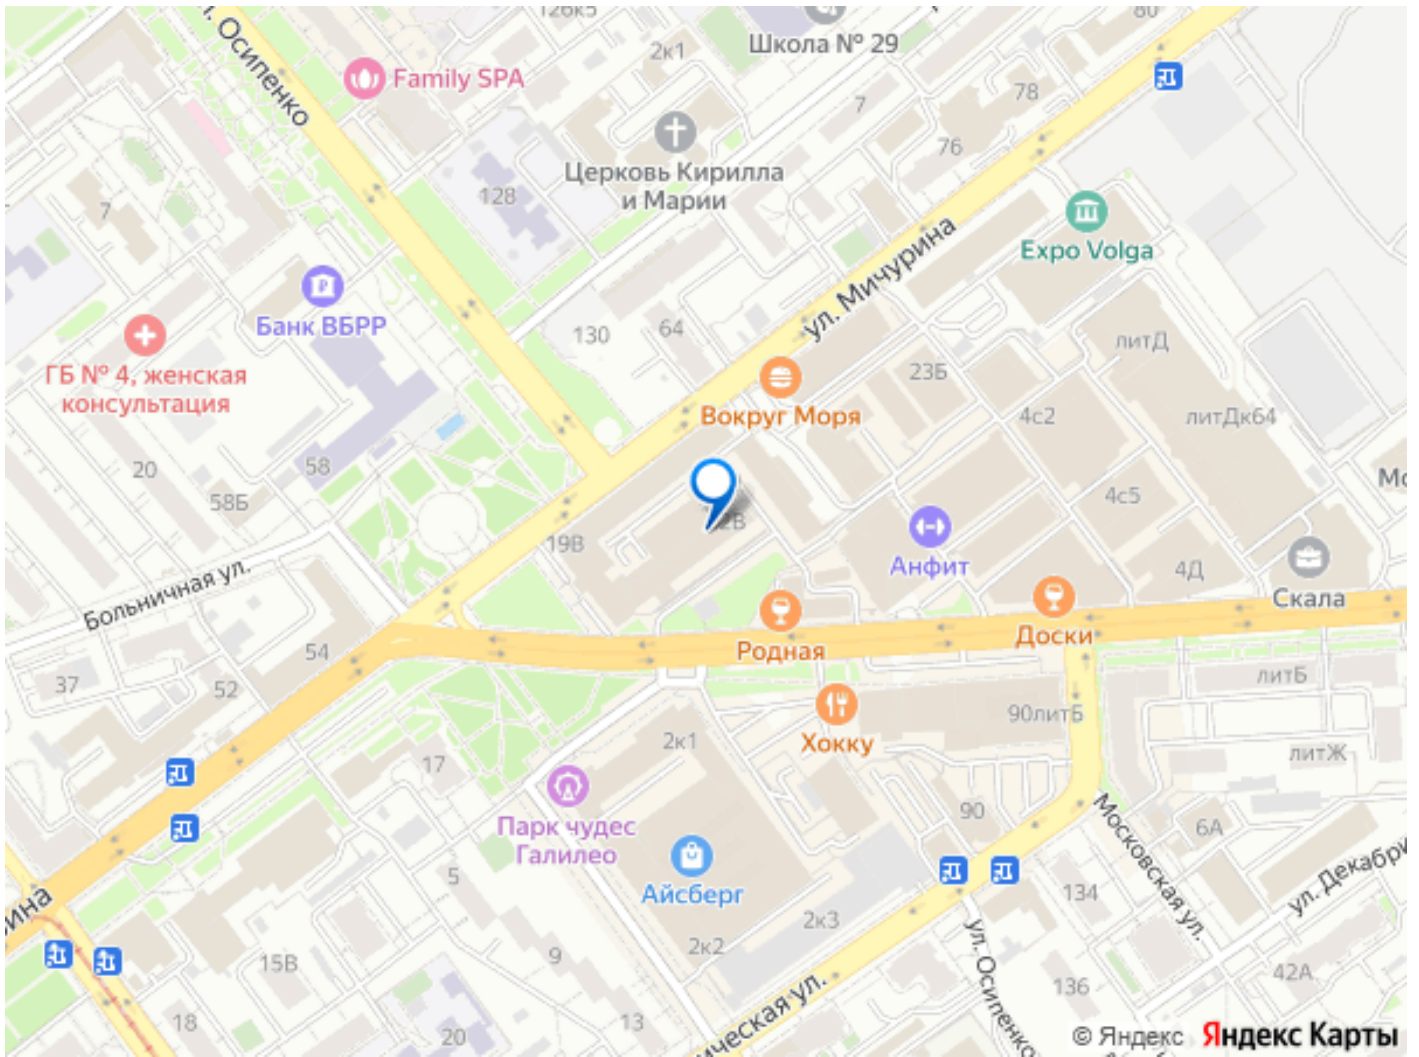 126к5
80
Школа № 29
ул. Осипенко
2к1
Family SPA
7
78
76
Церковь Кирилла
и Марии
128
7
Expo Volga
ул. Мичурина
Банк ВБРР
130
64
литД
ГБ № 4, женская
консультация
23Б
Вокруг Моря
4с2
литДк64
20
58
58Б
4с5
2В
19В
Анфит
4Д
Скала
Больничная ул.
Родная
Доски
54
37
52
литБ
90литБ
2к1
Хокку
17
литЖ
Парк чудес
Галилео
90
Московская ул.
6А
5
Айсберг
134
2к3
2к2
9
15В
ул. Осипенко
42А
136
18
20
13
© Яндекс Яндекс Карты